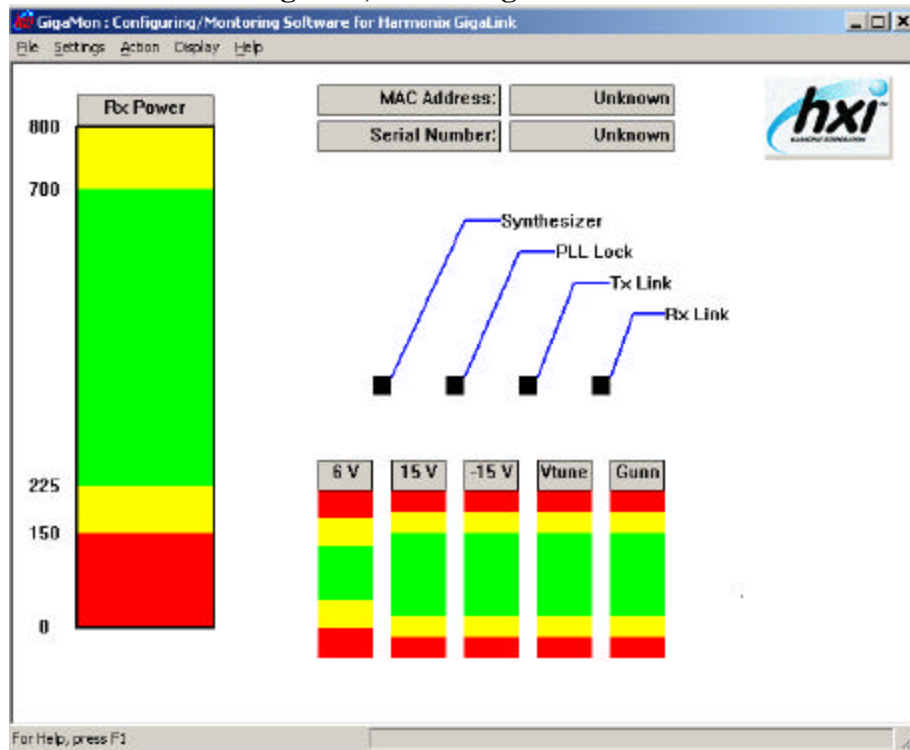 GigaMon : Configuring/Montoring Software for Harmonix GigaLink
File Settings Action Display Help
Rx Power
MAC Address: Unknown
Serial Number: Unknown
hxi
800
700
225
150
0
Synthesizer
PLL Lock
Tx Link
Rx Link
6 V 15 V -15 V Vtune Gunn
For Help, press F1